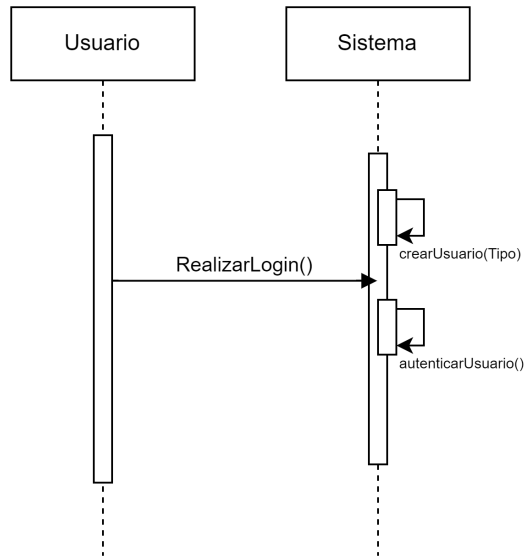 Usuario
Sistema
crearUsuario(Tipo)
RealizarLogin()
autenticarUsuario()